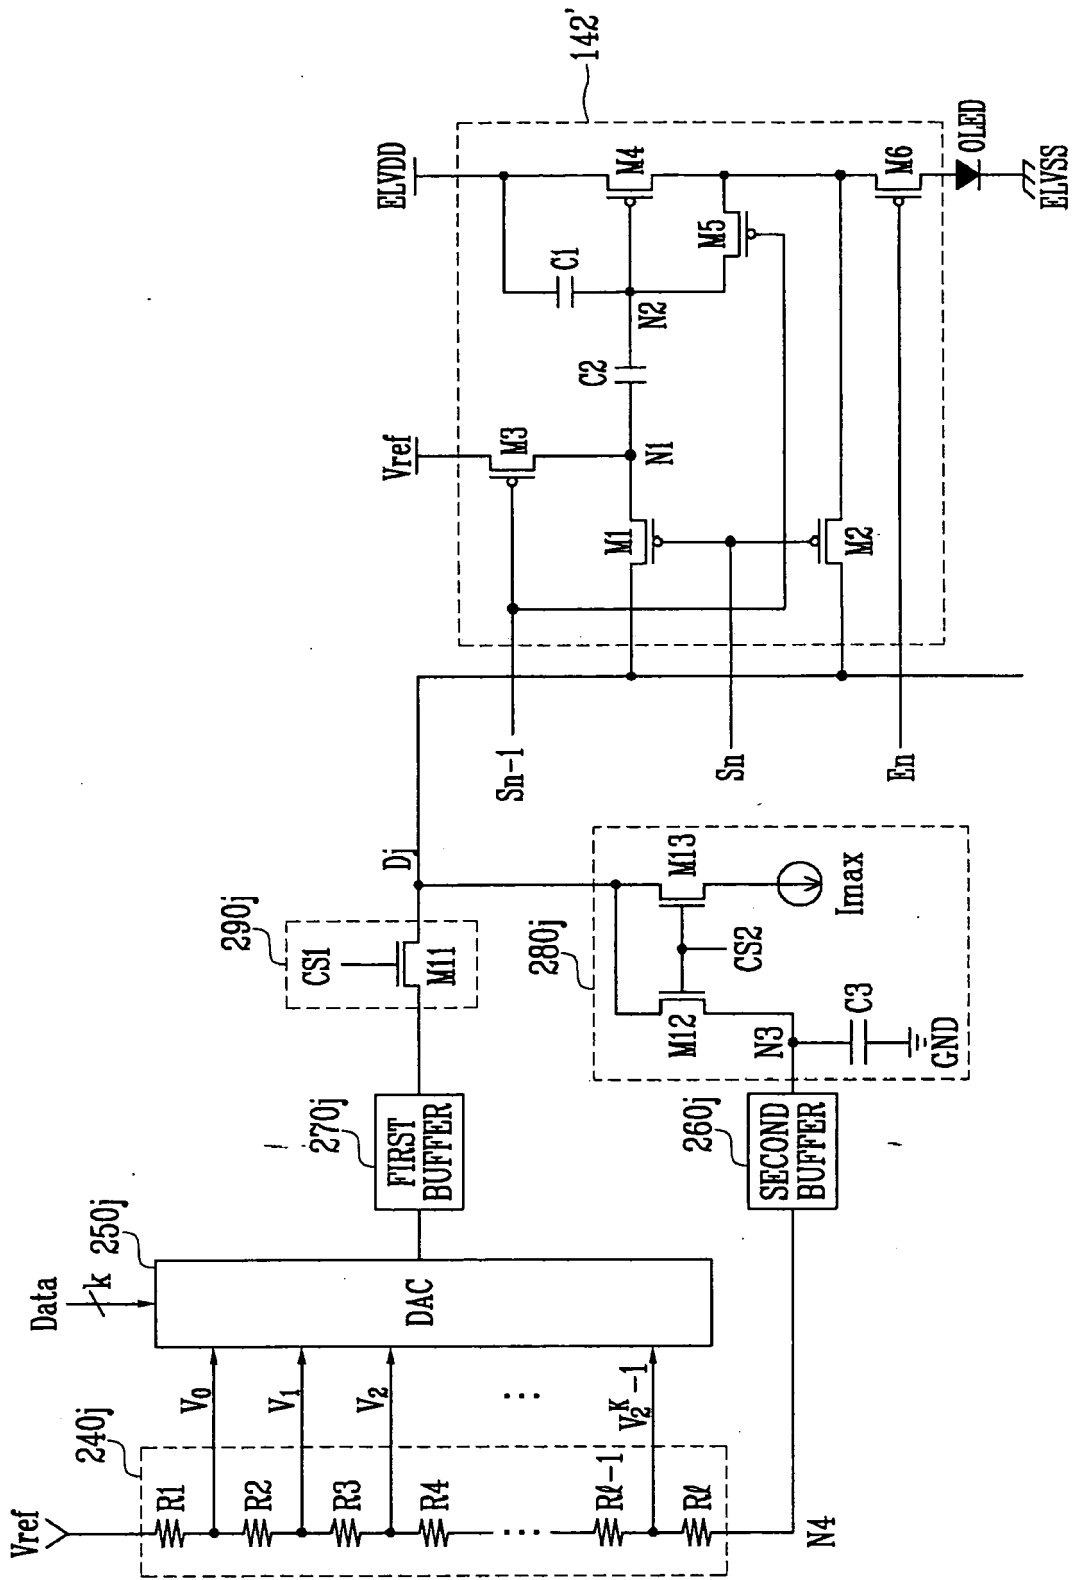 Vref
240j
R1
R2
R3
R4
...
Rℓ-1
Rℓ
N4
V0
V1
V2
...
V2^K-1
Data
k
250j
DAC
270j
FIRST
BUFFER
260j
SECOND
BUFFER
290j
CS1
M11
Dj
280j
M12
M13
CS2
N3
C3
GND
Imax
Sn-1
Sn
En
142'
Vref
M3
N1
M1
M2
C2
C1
N2
M5
ELVDD
M4
M6
OLED
ELVSS